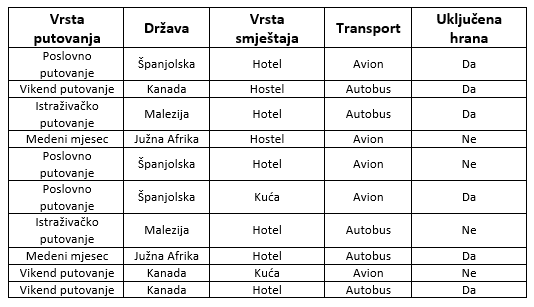 Vrsta putovanja Država Vrsta smještaja Transport Uključena hrana
Poslovno putovanje Španjolska Hotel Avion Da
Vikend putovanje Kanada Hostel Autobus Da
Istraživačko putovanje Malezija Hotel Autobus Da
Medeni mjesec Južna Afrika Hostel Avion Ne
Poslovno putovanje Španjolska Hotel Avion Ne
Poslovno putovanje Španjolska Kuća Avion Da
Istraživačko putovanje Malezija Hotel Autobus Ne
Medeni mjesec Južna Afrika Hotel Autobus Da
Vikend putovanje Kanada Kuća Avion Ne
Vikend putovanje Kanada Hotel Autobus Da